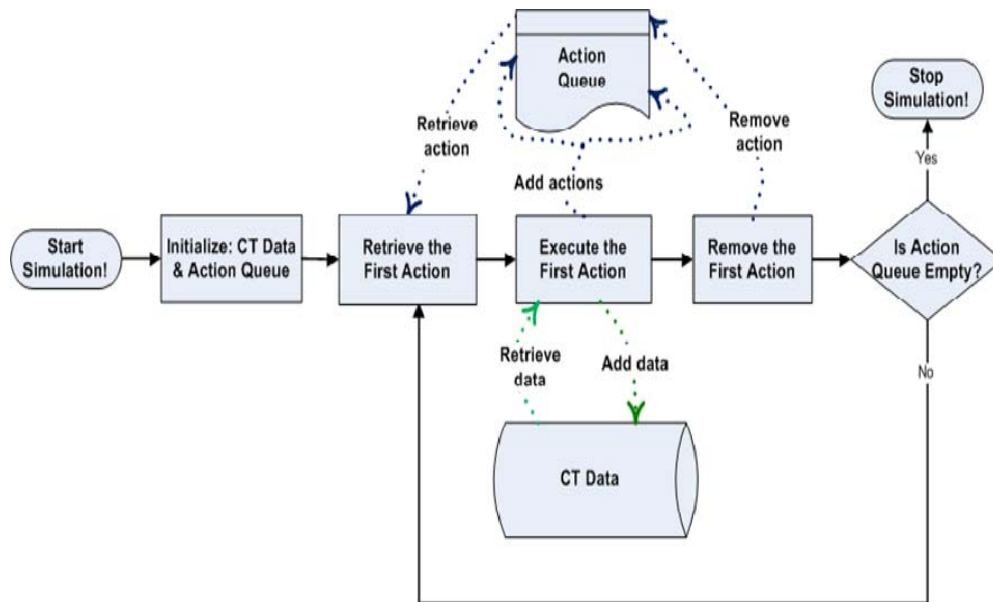 Action
Queue
Stop
Simulation!
Retrieve
action
Remove
action
Add actions
Yes
Start
Simulation!
Initialize: CT Data
& Action Queue
Retrieve the
First Action
Execute the
First Action
Remove the
First Action
Is Action
Queue Empty?
Retrieve
data
Add data
No
CT Data